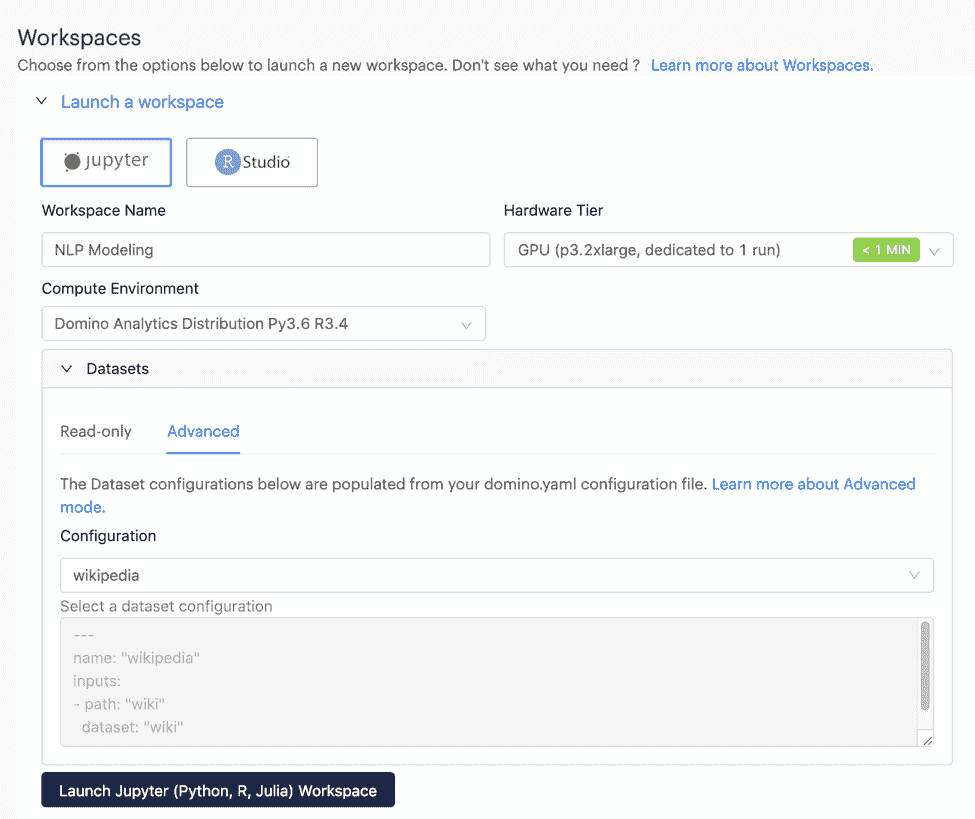 Workspaces
Choose from the options below to launch a new workspace. Don't see what you need ? Learn more about Workspaces.
Launch a workspace
jupyter
R Studio
Workspace Name
Hardware Tier
NLP Modeling
GPU (p3.2xlarge, dedicated to 1 run)
< 1 MIN
Compute Environment
Domino Analytics Distribution Py3.6 R3.4
Datasets
Read-only
Advanced
The Dataset configurations below are populated from your domino.yaml configuration file. Learn more about Advanced
mode.
Configuration
wikipedia
Select a dataset configuration
---
name: "wikipedia"
inputs:
- path: "wiki"
  dataset: "wiki"
Launch Jupyter (Python, R, Julia) Workspace